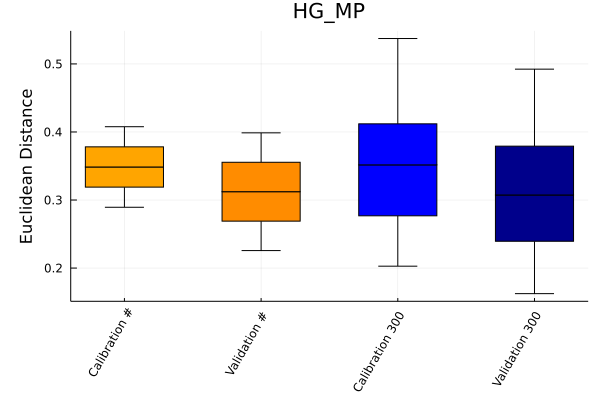 HG_MP
Euclidean Distance
0.5
0.4
0.3
0.2
Calibration #
Validation #
Calibration 300
Validation 300